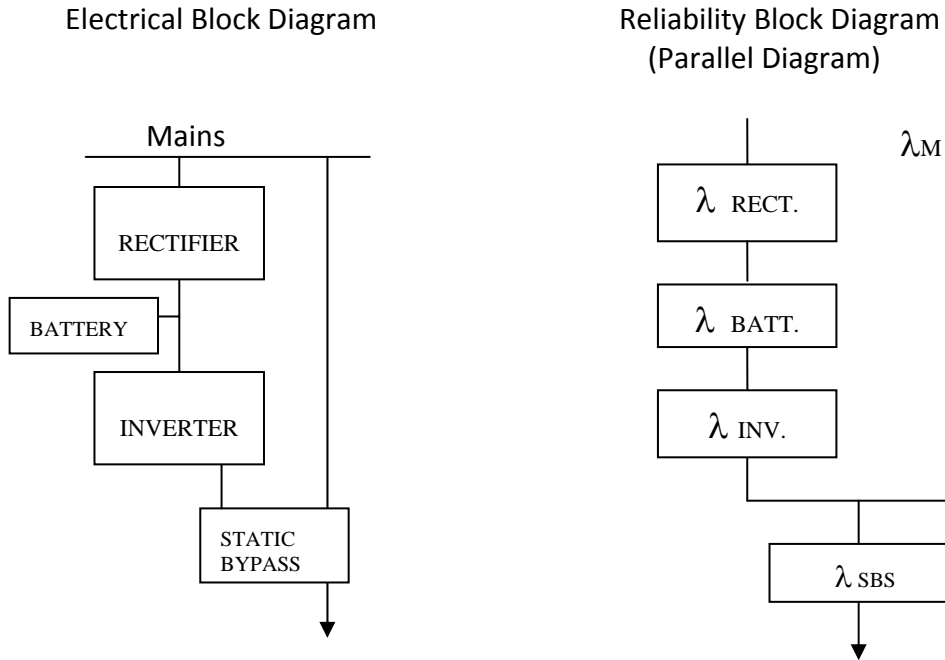 Electrical Block Diagram
Mains
RECTIFIER
BATTERY
INVERTER
STATIC
BYPASS
Reliability Block Diagram
(Parallel Diagram)
λM
λ RECT.
λ BATT.
λ INV.
λ SBS